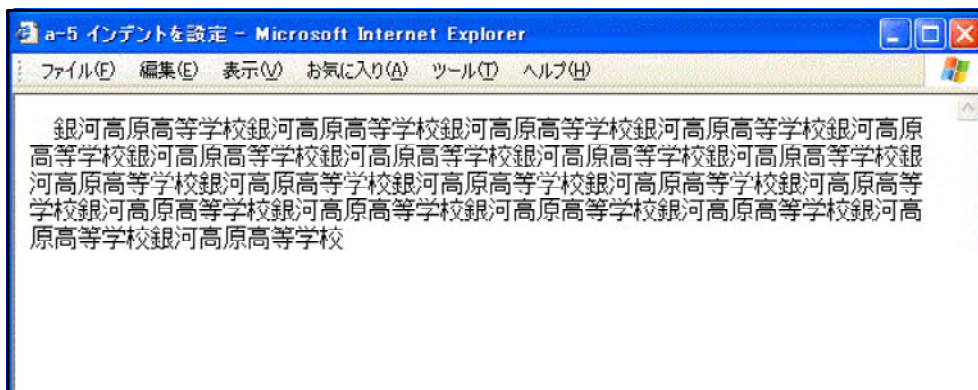 a-5 インデントを設定 - Microsoft Internet Explorer
ファイル(F) 編集(E) 表示(V) お気に入り(A) ツール(T) ヘルプ(H)
　銀河高原高等学校銀河高原高等学校銀河高原高等学校銀河高原高等学校銀河高原
高等学校銀河高原高等学校銀河高原高等学校銀河高原高等学校銀河高原高等学校銀
河高原高等学校銀河高原高等学校銀河高原高等学校銀河高原高等学校銀河高原高等
学校銀河高原高等学校銀河高原高等学校銀河高原高等学校銀河高原高等学校銀河高
原高等学校銀河高原高等学校